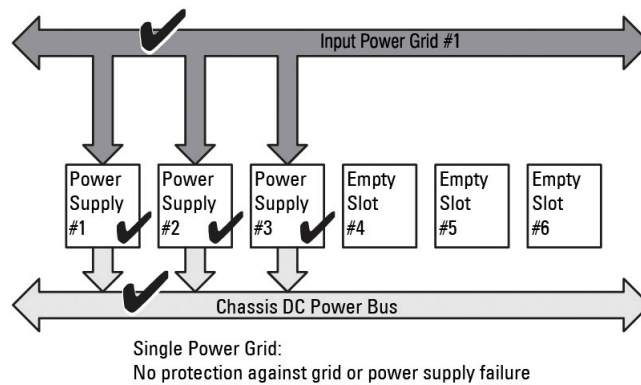 Input Power Grid #1
Power
Supply
#1
Power
Supply
#2
Power
Supply
#3
Empty
Slot
#4
Empty
Slot
#5
Empty
Slot
#6
Chassis DC Power Bus
Single Power Grid:
No protection against grid or power supply failure